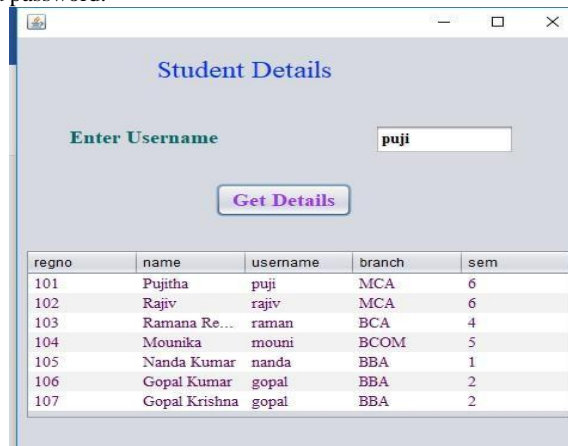 password.
Student Details
Enter Username puji
Get Details
regno name username branch sem
101 Pujitha puji MCA 6
102 Rajiv rajiv MCA 6
103 Ramana Re... raman BCA 4
104 Mounika mouni BCOM 5
105 Nanda Kumar nanda BBA 1
106 Gopal Kumar gopal BBA 2
107 Gopal Krishna gopal BBA 2